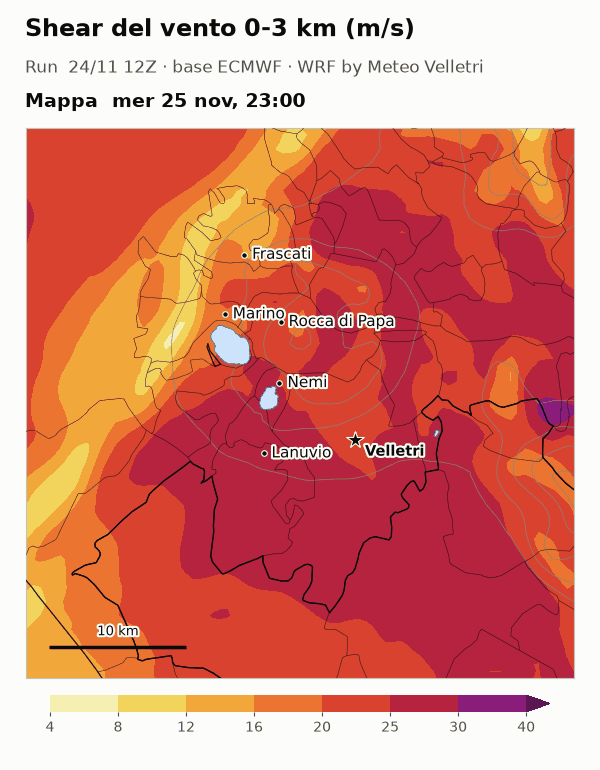 Shear del vento 0-3 km (m/s)
Run  24/11 12Z · base ECMWF · WRF by Meteo Velletri
Mappa  mer 25 nov, 23:00
Frascati
Marino
Rocca di Papa
Nemi
Velletri
Lanuvio
10 km
4 8 12 16 20 25 30 40